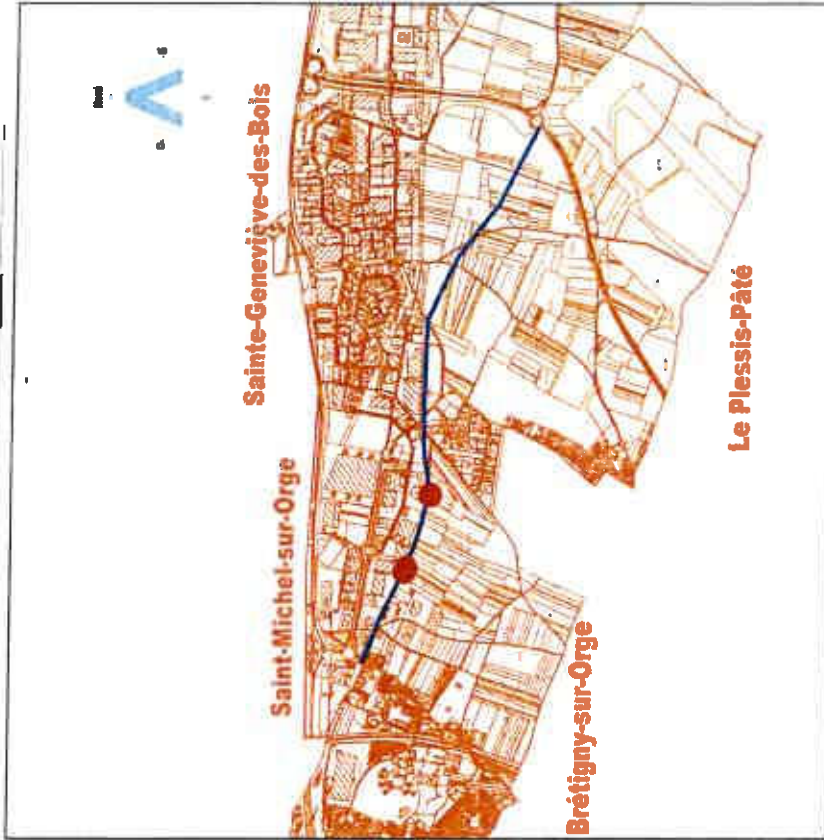 Sainte-Geneviève-des-Bois
Saint-Michel-sur-Orge
Le Plessis-Pâté
Brétigny-sur-Orge